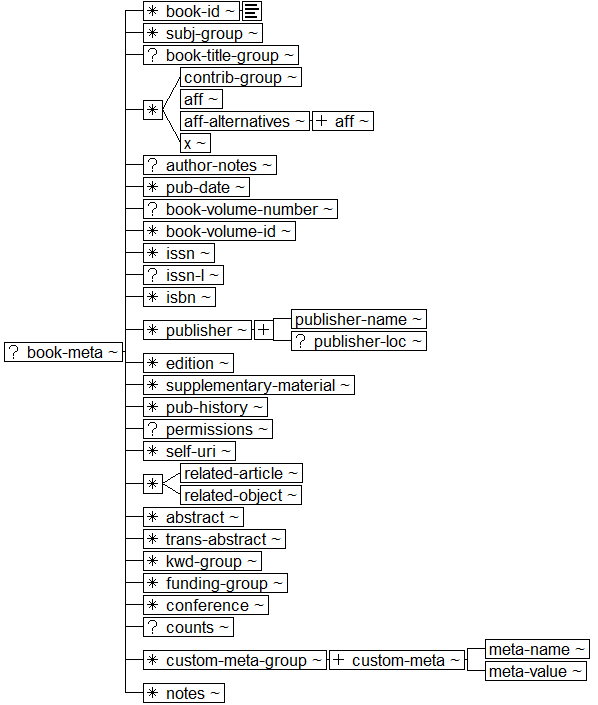 * book-id ~
* subj-group ~
? book-title-group ~
contrib-group ~
aff ~
* aff-alternatives ~ + aff ~
x ~
? author-notes ~
* pub-date ~
? book-volume-number ~
* book-volume-id ~
* issn ~
? issn-l ~
* isbn ~
publisher-name ~
* publisher ~ +
? publisher-loc ~
? book-meta ~
* edition ~
* supplementary-material ~
* pub-history ~
? permissions ~
* self-uri ~
related-article ~
*
related-object ~
* abstract ~
* trans-abstract ~
* kwd-group ~
* funding-group ~
* conference ~
? counts ~
meta-name ~
* custom-meta-group ~ + custom-meta ~
meta-value ~
* notes ~